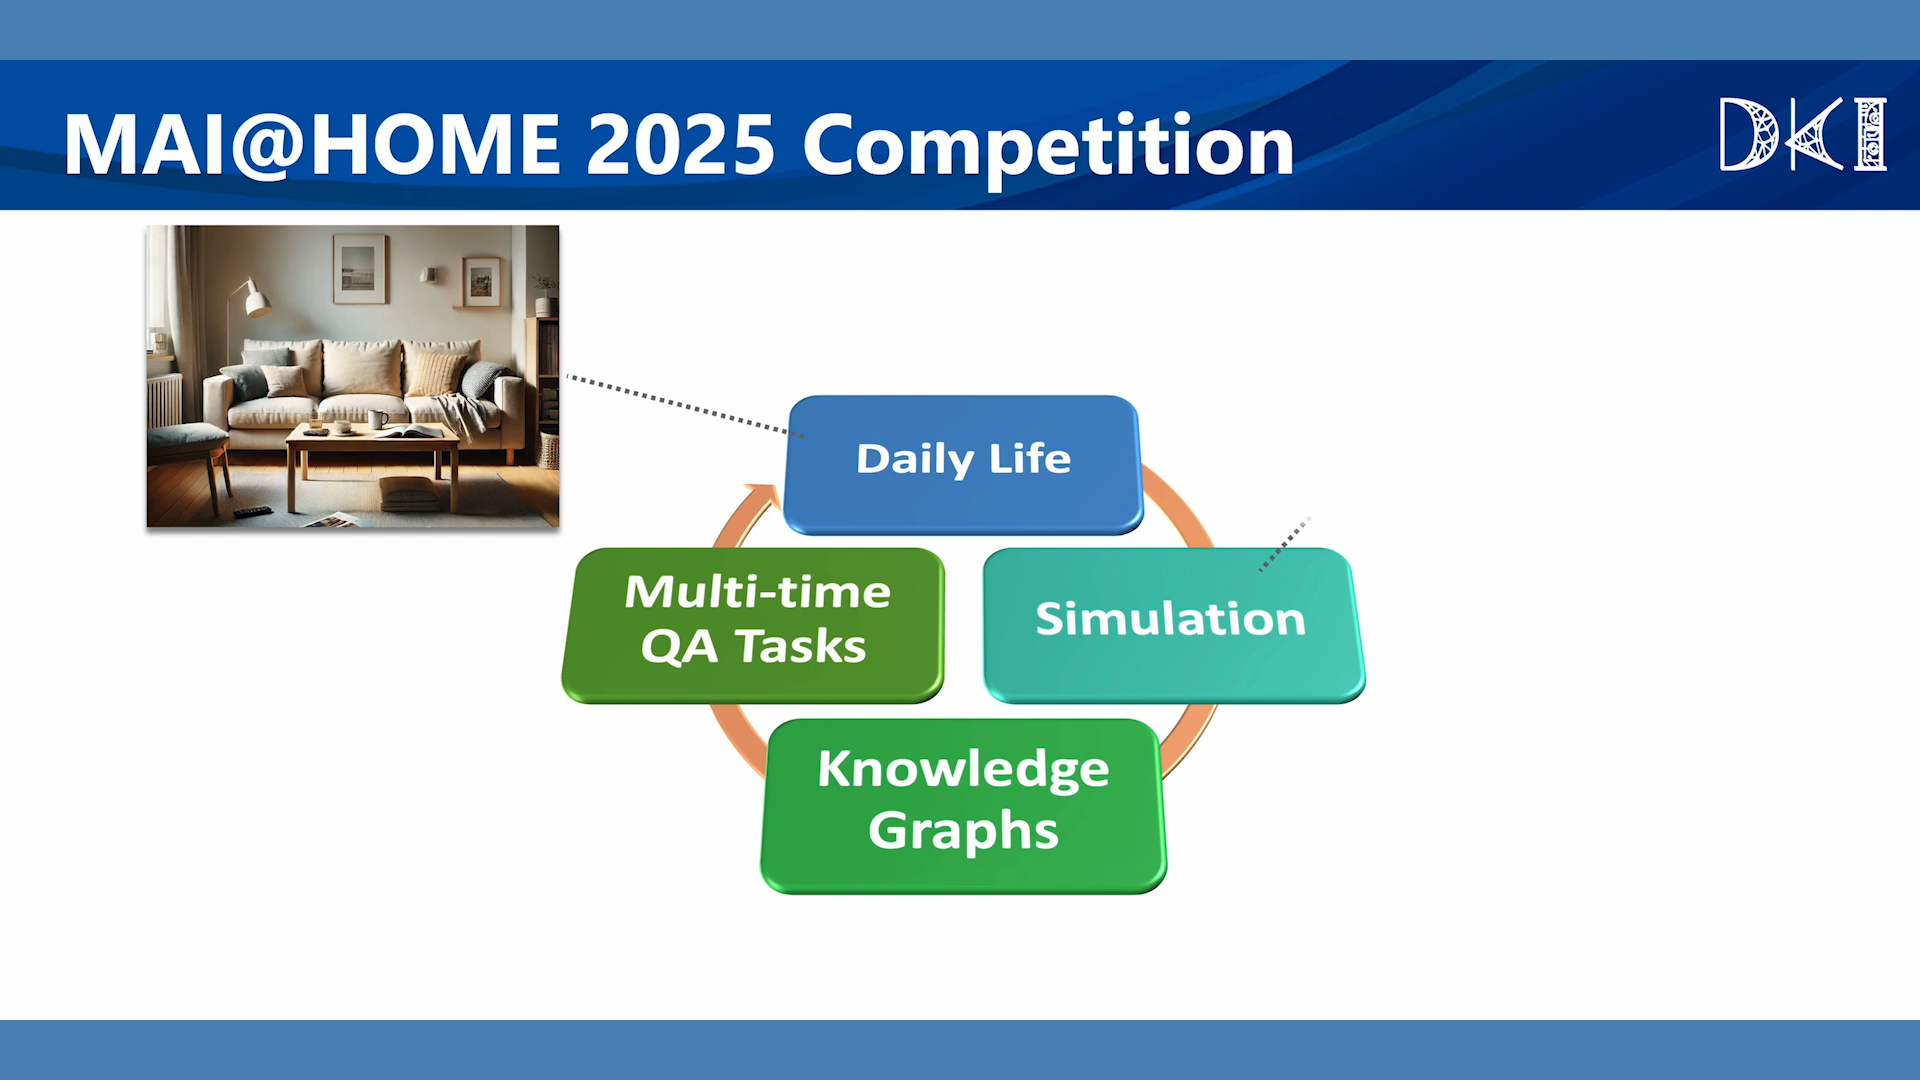 MAI@HOME 2025 Competition
DKI
Daily Life
Multi-time
QA Tasks
Simulation
Knowledge
Graphs